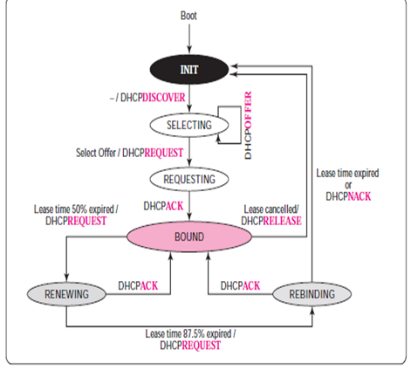 Boot
INIT
– / DHCPDISCOVER
SELECTING
DHCPOFFER
Select Offer / DHCPREQUEST
REQUESTING
Lease time expired
or
DHCPNACK
DHCPACK
Lease time 50% expired /
DHCPREQUEST
Lease cancelled/
DHCPRELEASE
BOUND
RENEWING
DHCPACK
DHCPACK
REBINDING
Lease time 87.5% expired /
DHCPREQUEST